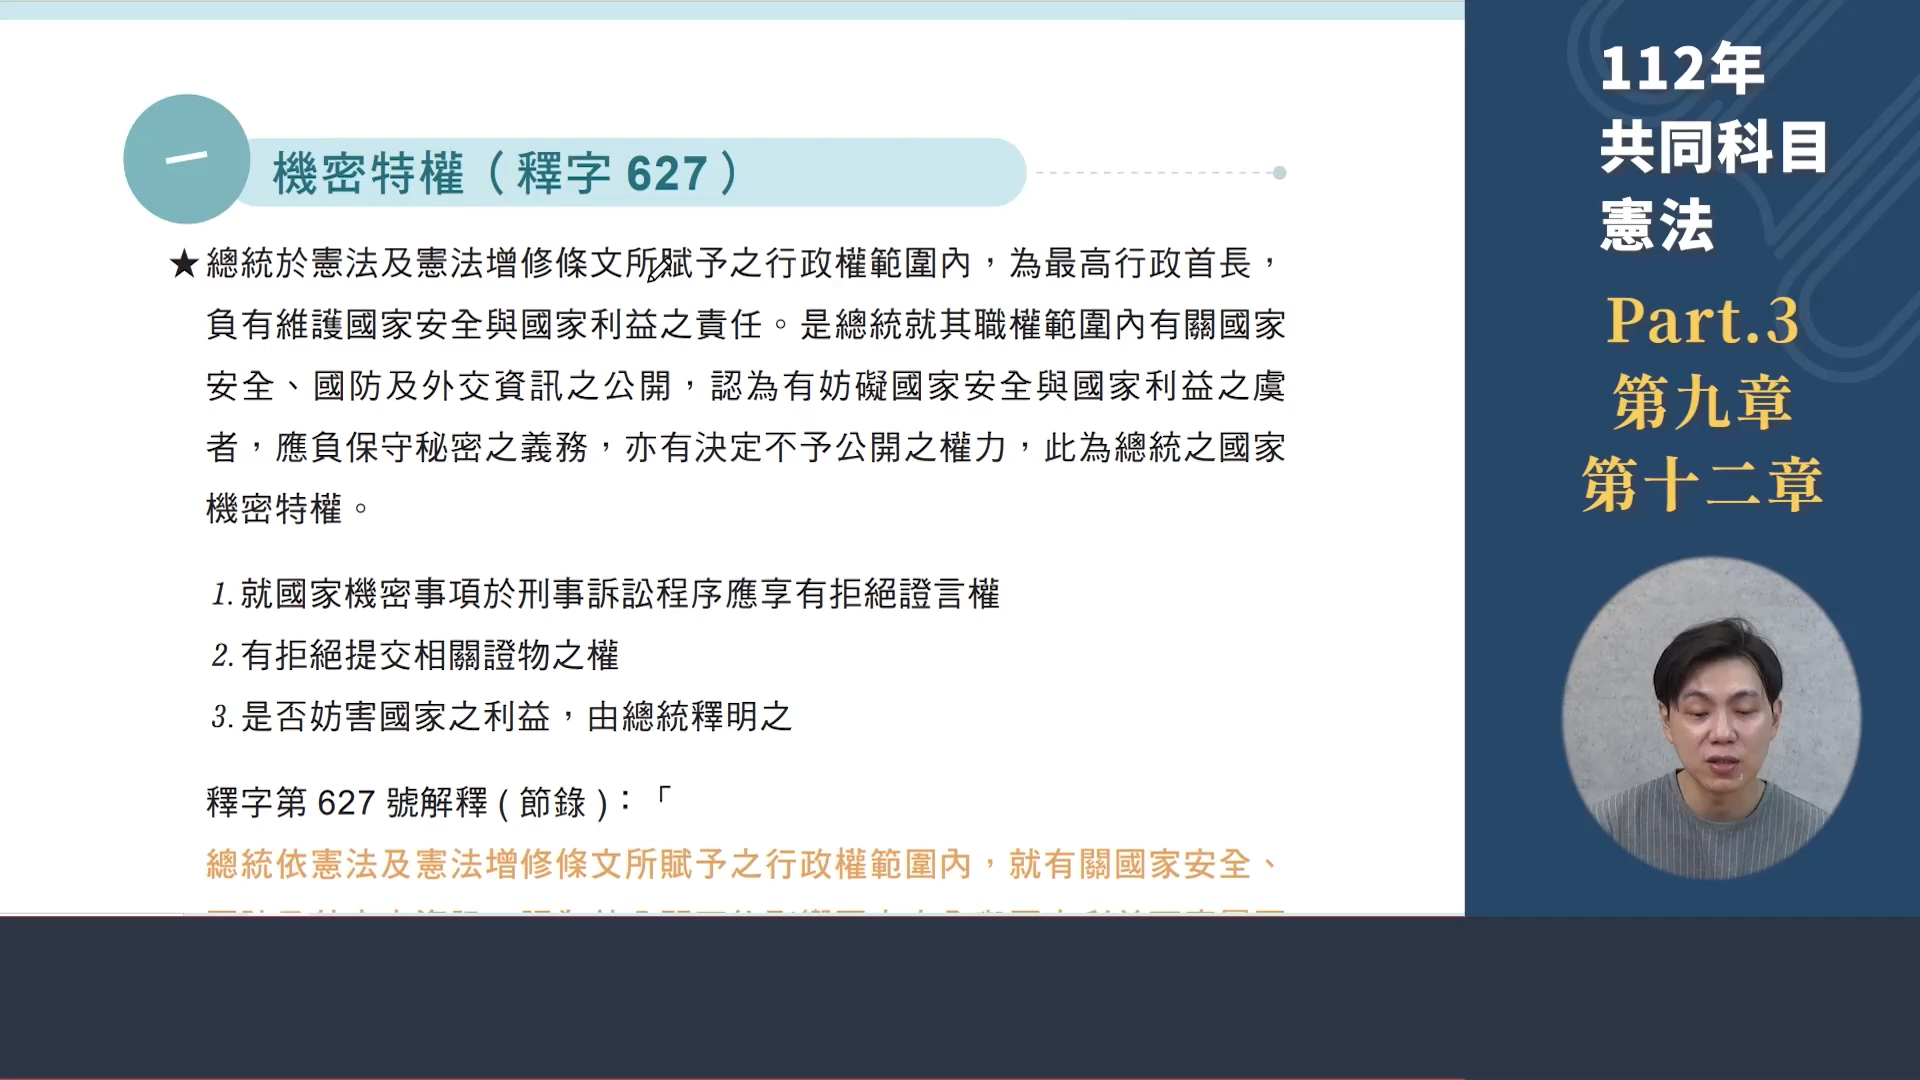 一
機密特權（釋字 627）
★總統於憲法及憲法增修條文所賦予之行政權範圍內，為最高行政首長，
負有維護國家安全與國家利益之責任。是總統就其職權範圍內有關國家
安全、國防及外交資訊之公開，認為有妨礙國家安全與國家利益之虞
者，應負保守秘密之義務，亦有決定不予公開之權力，此為總統之國家
機密特權。
1.就國家機密事項於刑事訴訟程序應享有拒絕證言權
2.有拒絕提交相關證物之權
3.是否妨害國家之利益，由總統釋明之
釋字第 627 號解釋 ( 節錄 )：「
總統依憲法及憲法增修條文所賦予之行政權範圍內，就有關國家安全、
112年
共同科目
憲法
Part.3
第九章
第十二章